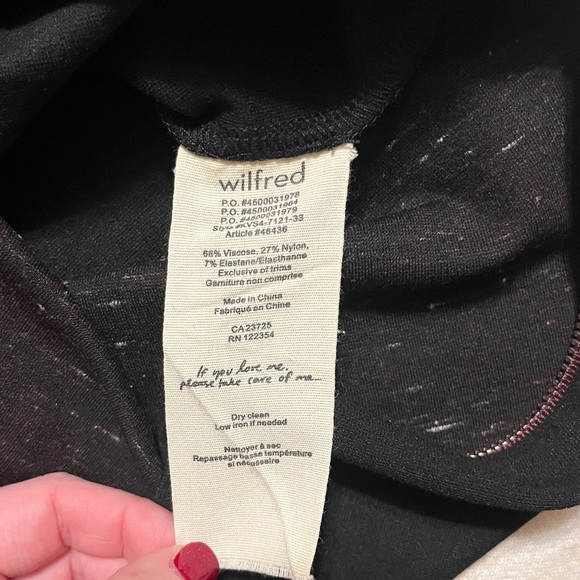 wilfred
P.O. #4500031978
P.O. #4500031984
P.O. #4500031979
Style #KVS4-7121-33
Article #46436
66% Viscose, 27% Nylon,
7% Elastane/Elasthanne
Exclusive of trims
Garniture non comprise
Made in China
Fabriqué en Chine
CA 23725
RN 122354
If you love me,
please take care of me...
Dry clean
Low iron if needed
Nettoyer à sec
Repassage basse température
si nécessaire